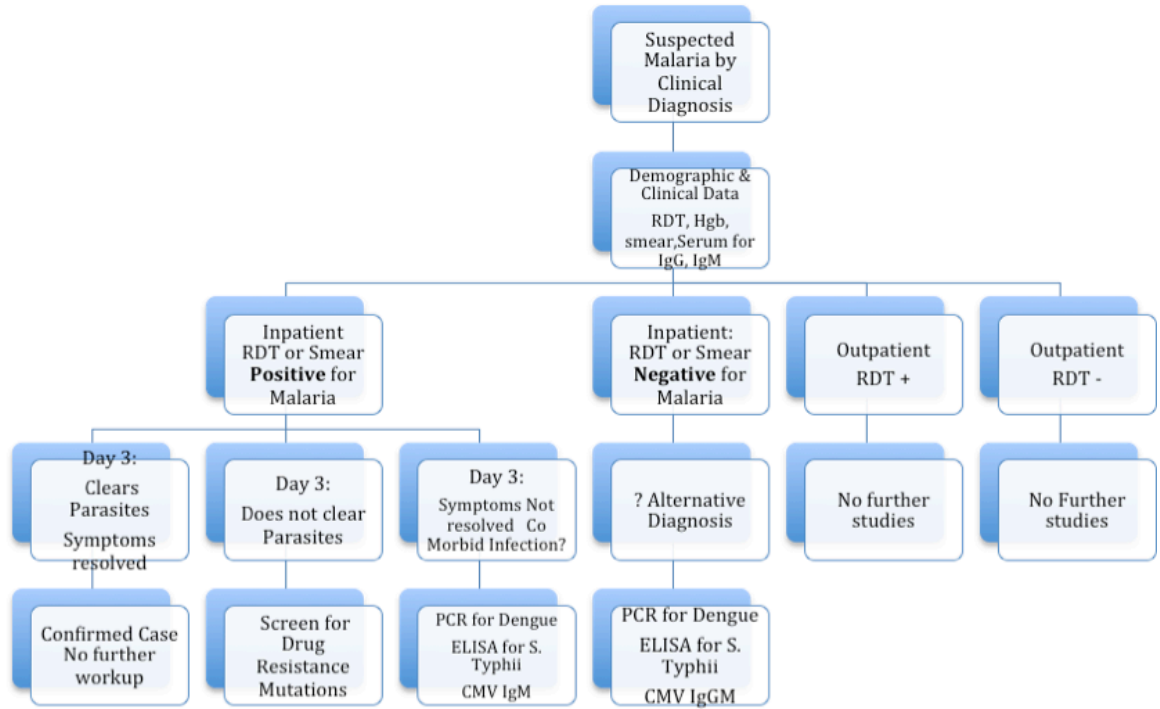 Suspected
Malaria by
Clinical
Diagnosis
Demographic &
Clinical Data
RDT, Hgb,
smear,Serum for
IgG, IgM
Inpatient
RDT or Smear
Positive for
Malaria
Inpatient:
RDT or Smear
Negative for
Malaria
Outpatient
RDT +
Outpatient
RDT -
Day 3:
Clears
Parasites
Symptoms
resolved
Day 3:
Does not clear
Parasites
Day 3:
Symptoms Not
resolved Co
Morbid Infection?
? Alternative
Diagnosis
No further
studies
No Further
studies
Confirmed Case
No further
workup
Screen for
Drug
Resistance
Mutations
PCR for Dengue
ELISA for S.
Typhii
CMV IgM
PCR for Dengue
ELISA for S.
Typhii
CMV IgGM